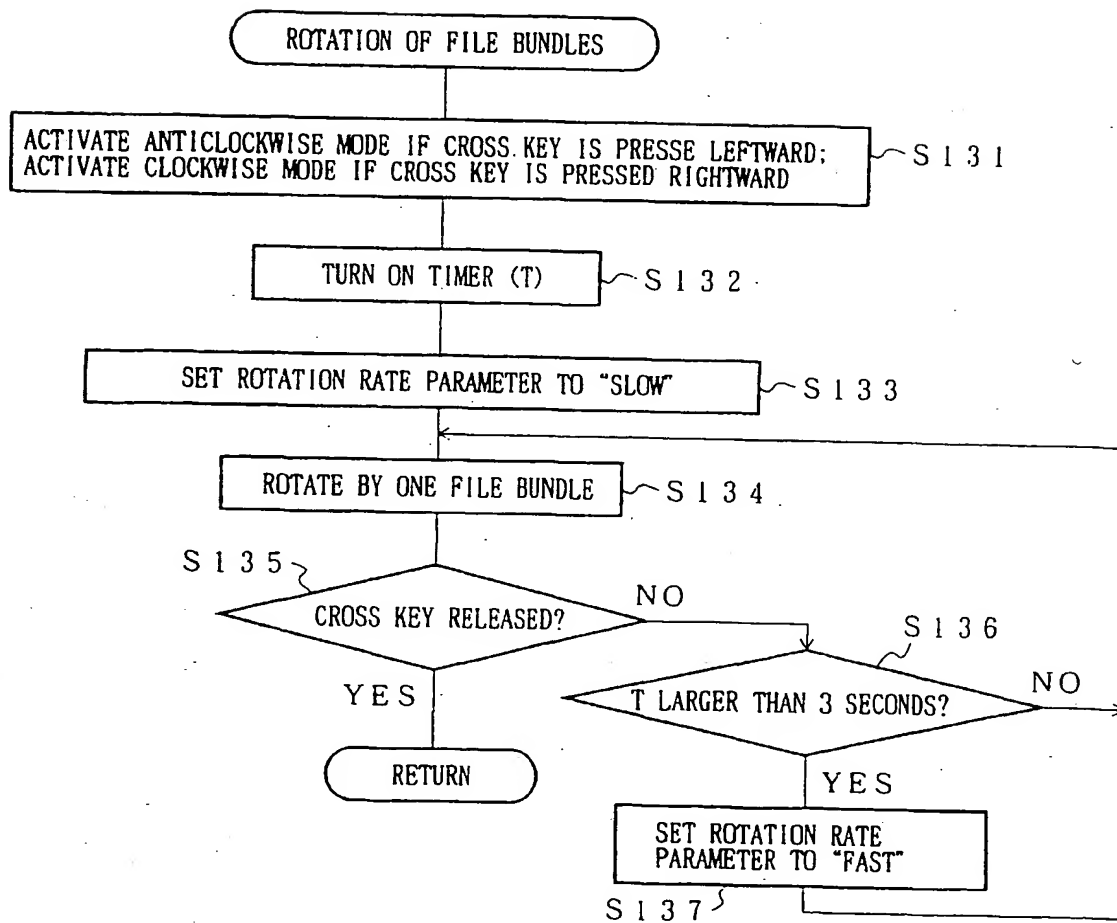 ROTATION OF FILE BUNDLES
ACTIVATE ANTICLOCKWISE MODE IF CROSS KEY IS PRESSE LEFTWARD;
ACTIVATE CLOCKWISE MODE IF CROSS KEY IS PRESSED RIGHTWARD
S131
TURN ON TIMER (T)
S132
SET ROTATION RATE PARAMETER TO "SLOW"
S133
ROTATE BY ONE FILE BUNDLE
S134
S135
CROSS KEY RELEASED?
NO
YES
RETURN
S136
T LARGER THAN 3 SECONDS?
NO
YES
SET ROTATION RATE
PARAMETER TO "FAST"
S137